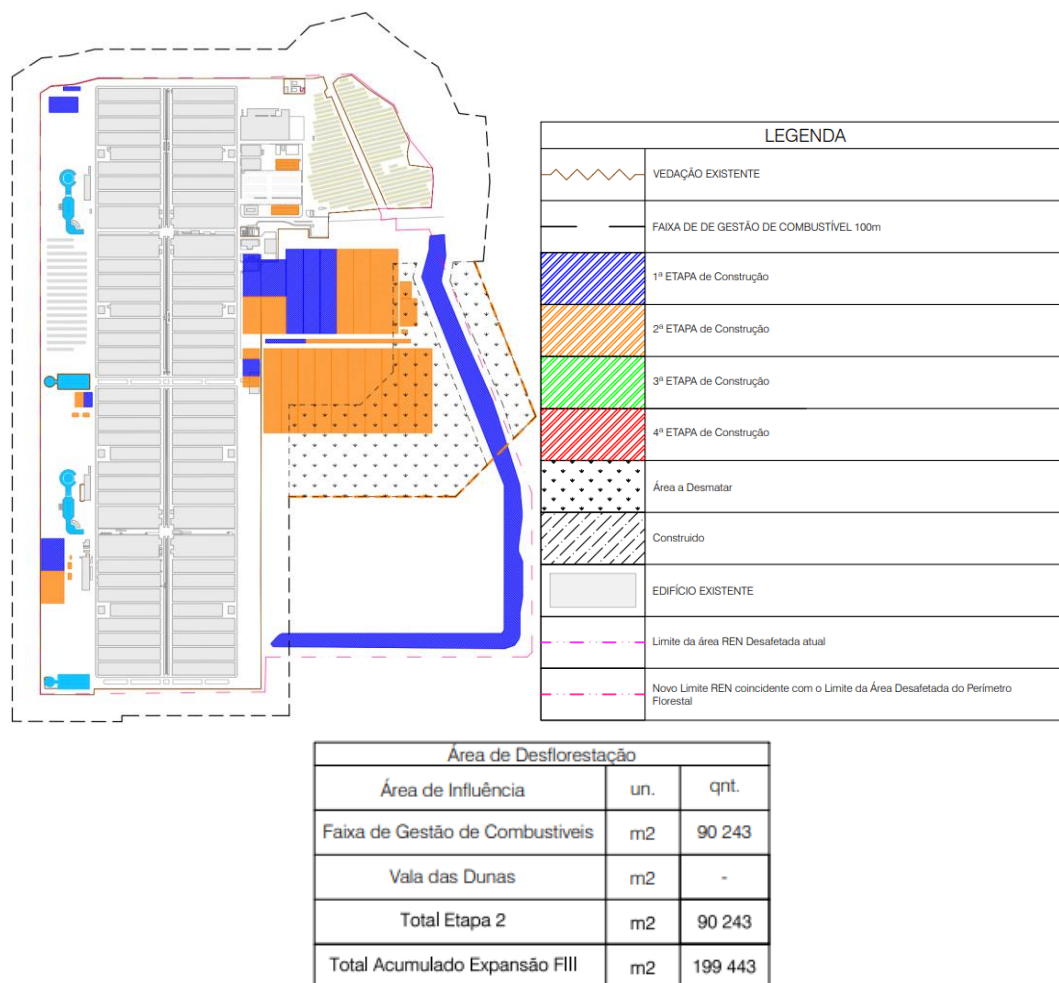 LEGENDA
VEDAÇÃO EXISTENTE
FAIXA DE DE GESTÃO DE COMBUSTÍVEL 100m
1ª ETAPA de Construção
2ª ETAPA de Construção
3ª ETAPA de Construção
4ª ETAPA de Construção
Área a Desmatar
Construido
EDIFÍCIO EXISTENTE
Limite da área REN Desafetada atual
Novo Limite REN coincidente com o Limite da Área Desafetada do Perímetro
Florestal
Área de Desflorestação
Área de Influência un. qnt.
Faixa de Gestão de Combustiveis m2 90 243
Vala das Dunas m2 -
Total Etapa 2 m2 90 243
Total Acumulado Expansão FIII m2 199 443